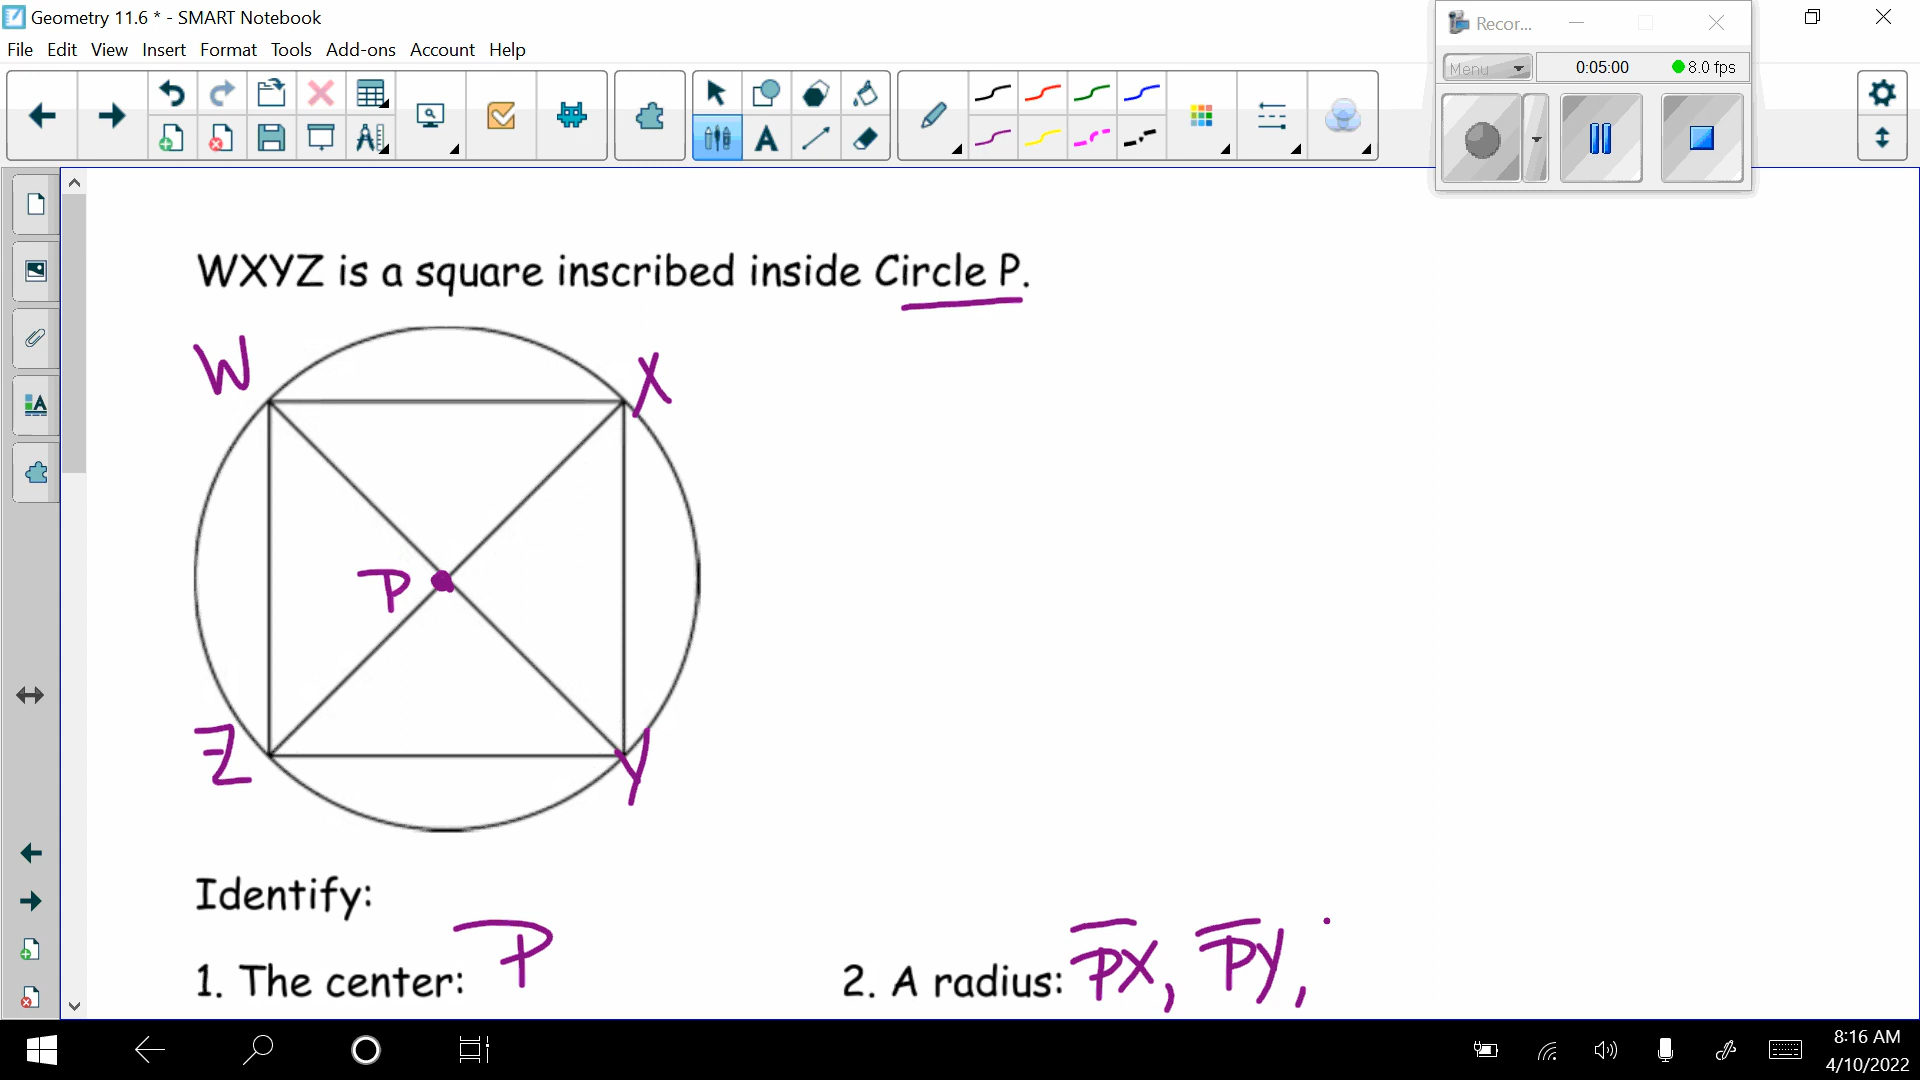 Geometry 11.6 * - SMART Notebook
Recor...
File Edit View Insert Format Tools Add-ons Account Help
Menu
0:05:00
8.0 fps
WXYZ is a square inscribed inside Circle P.
W
X
P
Z
Y
Identify:
1. The center: P
2. A radius: PX, PY,
8:16 AM
4/10/2022